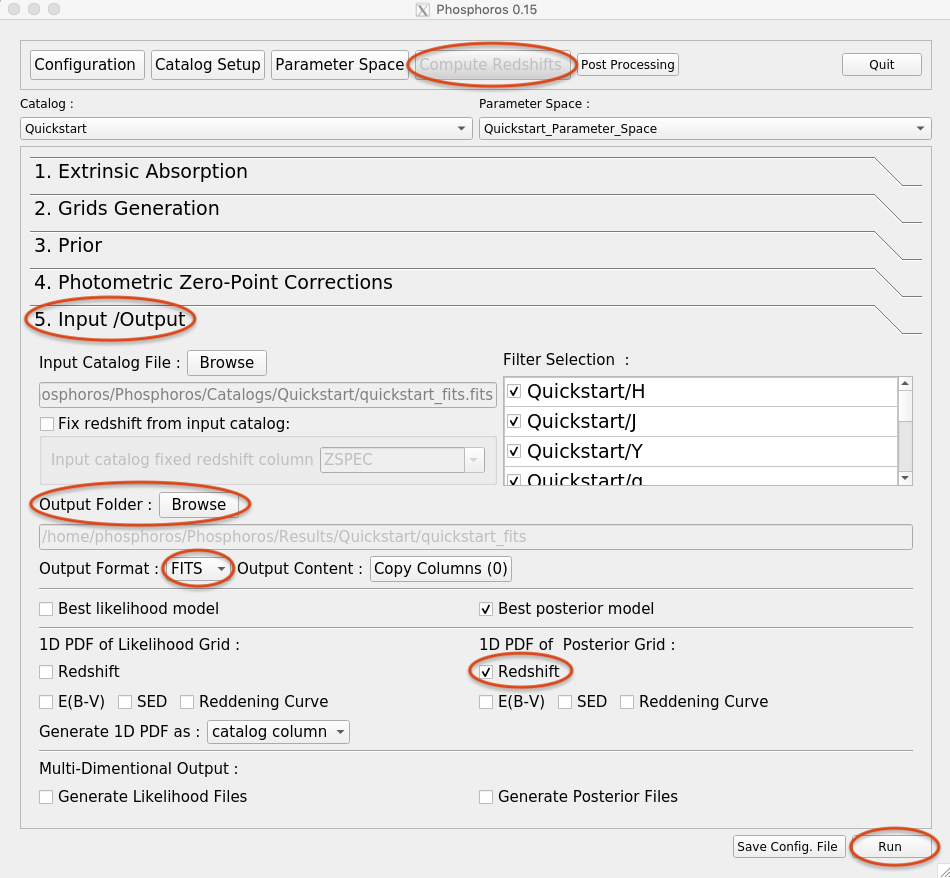 Phosphoros 0.15
Configuration Catalog Setup Parameter Space Compute Redshifts Post Processing Quit
Catalog : Parameter Space :
Quickstart Quickstart_Parameter_Space
1. Extrinsic Absorption
2. Grids Generation
3. Prior
4. Photometric Zero-Point Corrections
5. Input /Output
Input Catalog File : Browse Filter Selection :
osphoros/Phosphoros/Catalogs/Quickstart/quickstart_fits.fits Quickstart/H
Fix redshift from input catalog: Quickstart/J
Input catalog fixed redshift column ZSPEC Quickstart/Y
Quickstart/g
Output Folder : Browse
/home/phosphoros/Phosphoros/Results/Quickstart/quickstart_fits
Output Format : FITS Output Content : Copy Columns (0)
Best likelihood model Best posterior model
1D PDF of Likelihood Grid : 1D PDF of Posterior Grid :
Redshift Redshift
E(B-V) SED Reddening Curve E(B-V) SED Reddening Curve
Generate 1D PDF as : catalog column
Multi-Dimentional Output :
Generate Likelihood Files Generate Posterior Files
Save Config. File Run